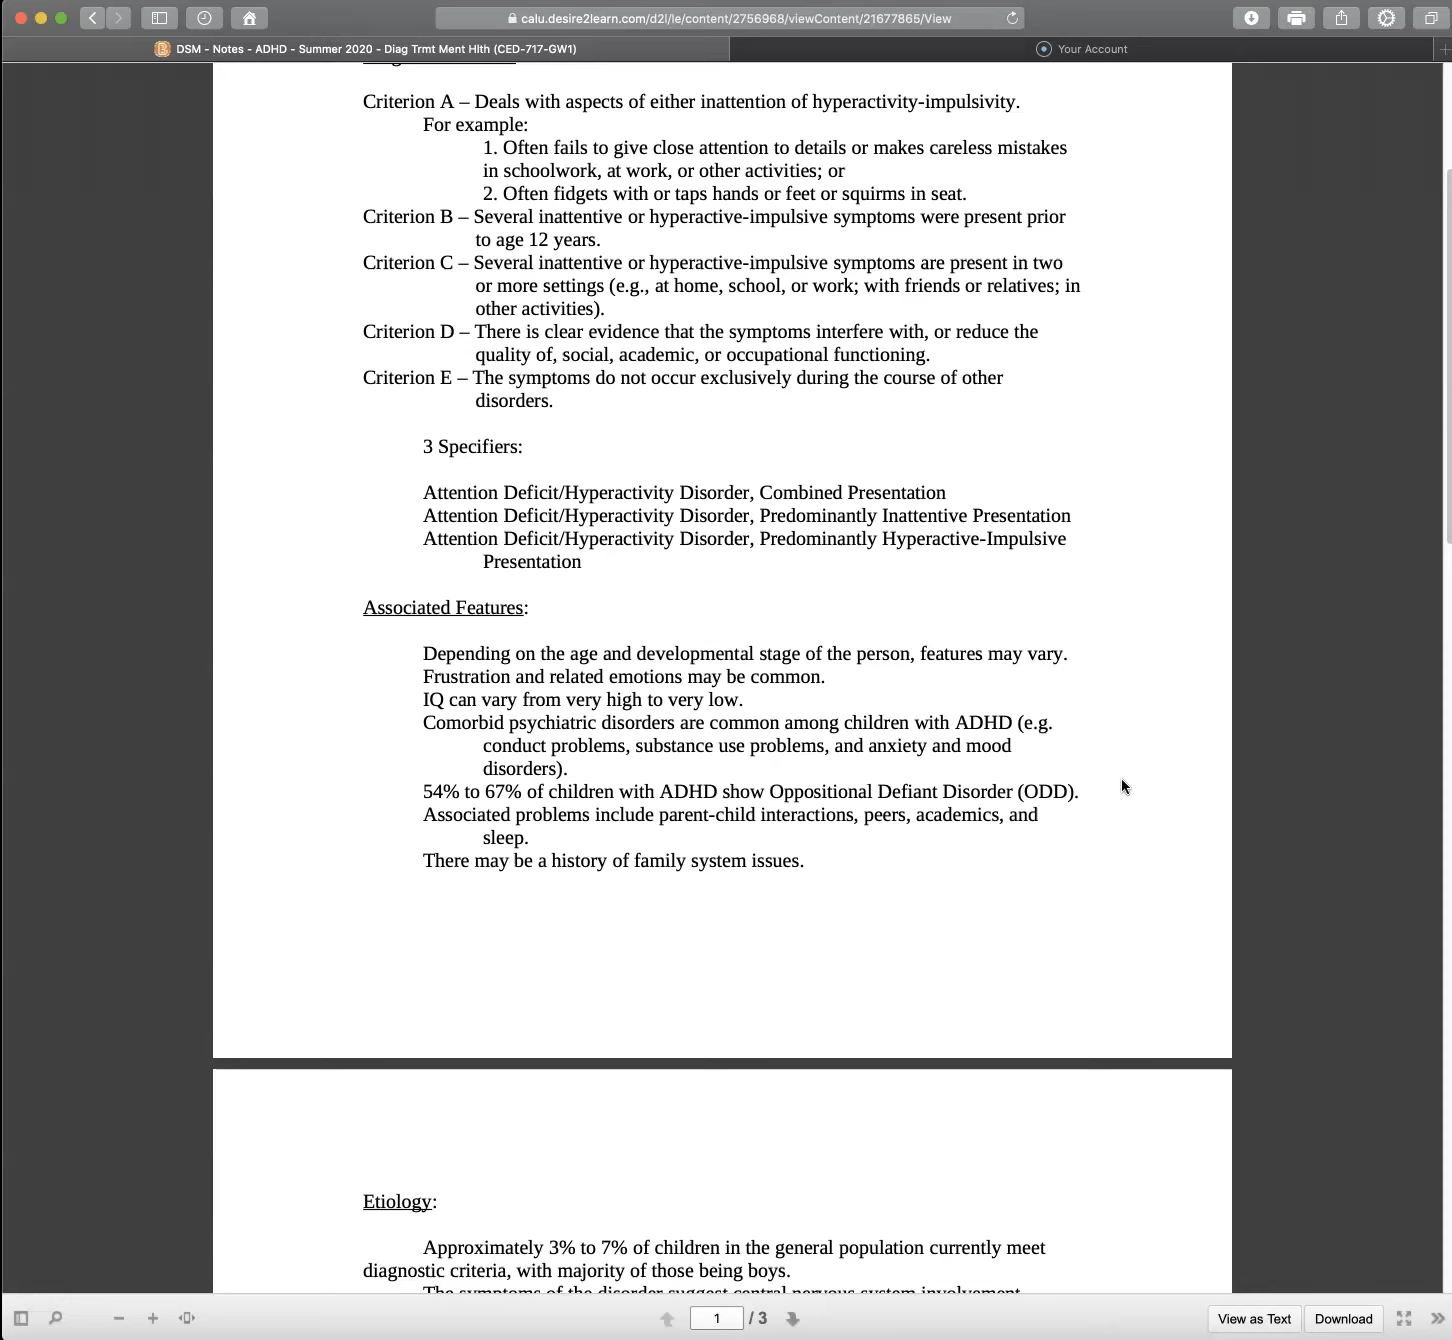 calu.desire2learn.com/d2l/le/content/2756968/viewContent/21677865/View
DSM - Notes - ADHD - Summer 2020 - Diag Trmt Ment Hlth (CED-717-GW1)
Your Account
Criterion A – Deals with aspects of either inattention of hyperactivity-impulsivity.
For example:
1. Often fails to give close attention to details or makes careless mistakes
in schoolwork, at work, or other activities; or
2. Often fidgets with or taps hands or feet or squirms in seat.
Criterion B – Several inattentive or hyperactive-impulsive symptoms were present prior
to age 12 years.
Criterion C – Several inattentive or hyperactive-impulsive symptoms are present in two
or more settings (e.g., at home, school, or work; with friends or relatives; in
other activities).
Criterion D – There is clear evidence that the symptoms interfere with, or reduce the
quality of, social, academic, or occupational functioning.
Criterion E – The symptoms do not occur exclusively during the course of other
disorders.
3 Specifiers:
Attention Deficit/Hyperactivity Disorder, Combined Presentation
Attention Deficit/Hyperactivity Disorder, Predominantly Inattentive Presentation
Attention Deficit/Hyperactivity Disorder, Predominantly Hyperactive-Impulsive
Presentation
Associated Features:
Depending on the age and developmental stage of the person, features may vary.
Frustration and related emotions may be common.
IQ can vary from very high to very low.
Comorbid psychiatric disorders are common among children with ADHD (e.g.
conduct problems, substance use problems, and anxiety and mood
disorders).
54% to 67% of children with ADHD show Oppositional Defiant Disorder (ODD).
Associated problems include parent-child interactions, peers, academics, and
sleep.
There may be a history of family system issues.
Etiology:
Approximately 3% to 7% of children in the general population currently meet
diagnostic criteria, with majority of those being boys.
The symptoms of the disorder suggest central nervous system involvement
1 / 3
View as Text
Download